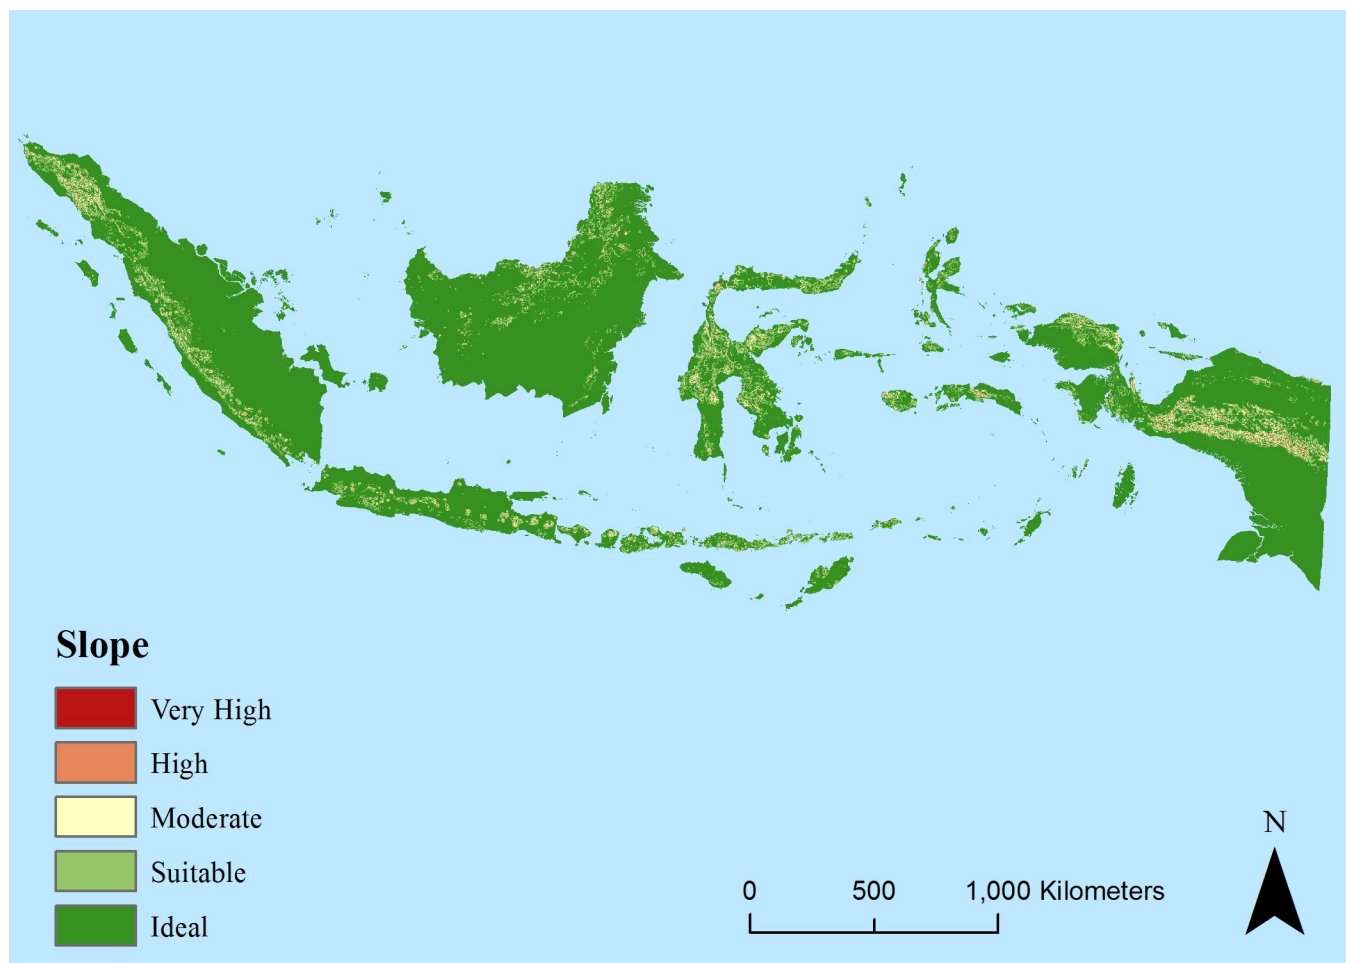 Slope
Very High
High
Moderate
Suitable
Ideal
0 500 1,000 Kilometers
N